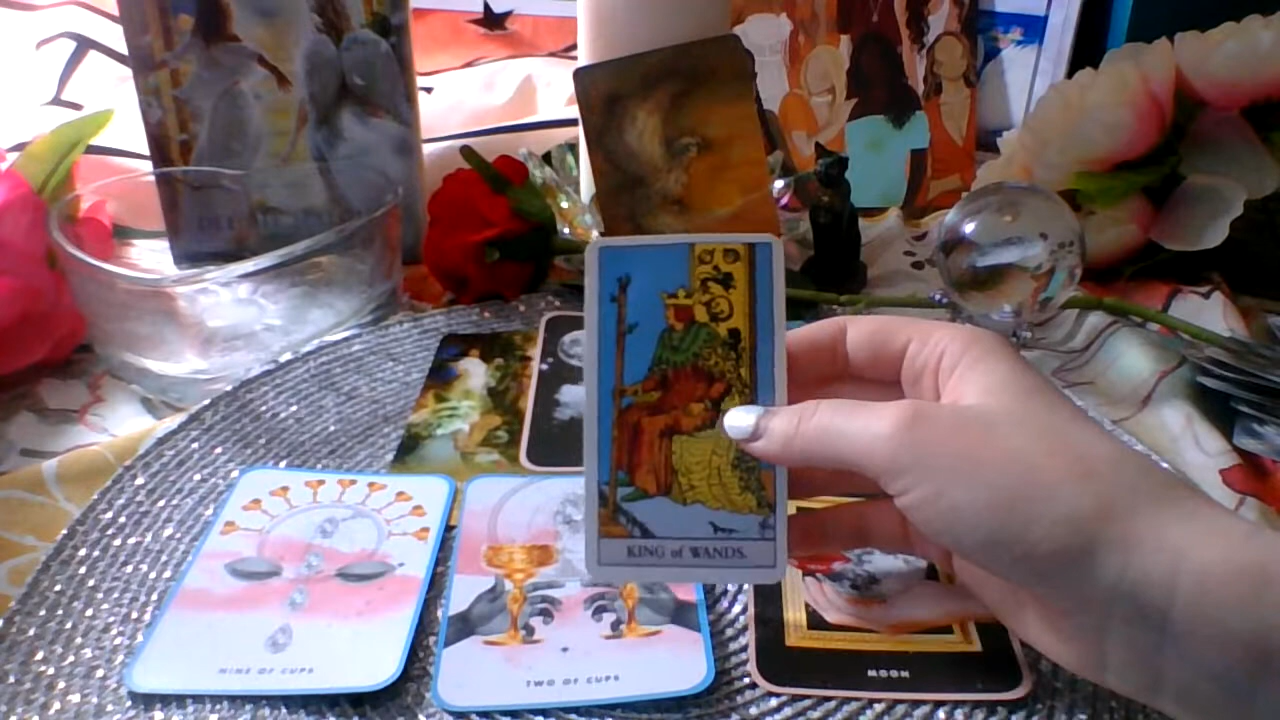 KING of WANDS.
NINE OF CUPS
TWO OF CUPS
MOON